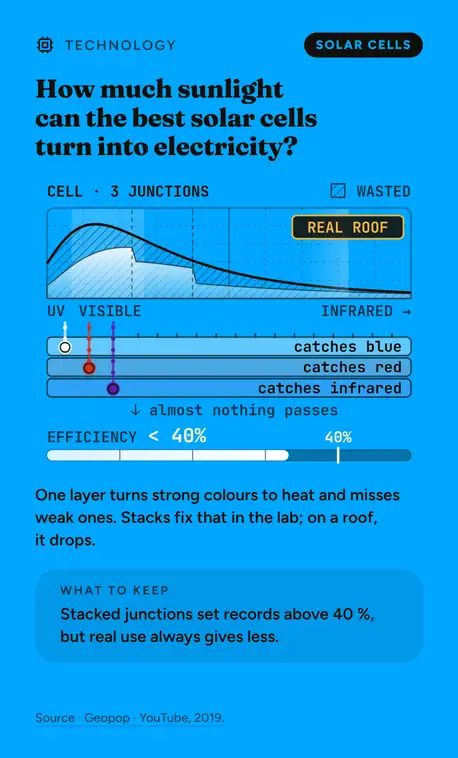 TECHNOLOGY
SOLAR CELLS
How much sunlight
can the best solar cells
turn into electricity?
CELL · 3 JUNCTIONS
WASTED
REAL ROOF
UV VISIBLE INFRARED →
catches blue
catches red
catches infrared
↓ almost nothing passes
EFFICIENCY < 40% 40%
One layer turns strong colours to heat and misses
weak ones. Stacks fix that in the lab; on a roof,
it drops.
WHAT TO KEEP
Stacked junctions set records above 40 %,
but real use always gives less.
Source · Geopop · YouTube, 2019.